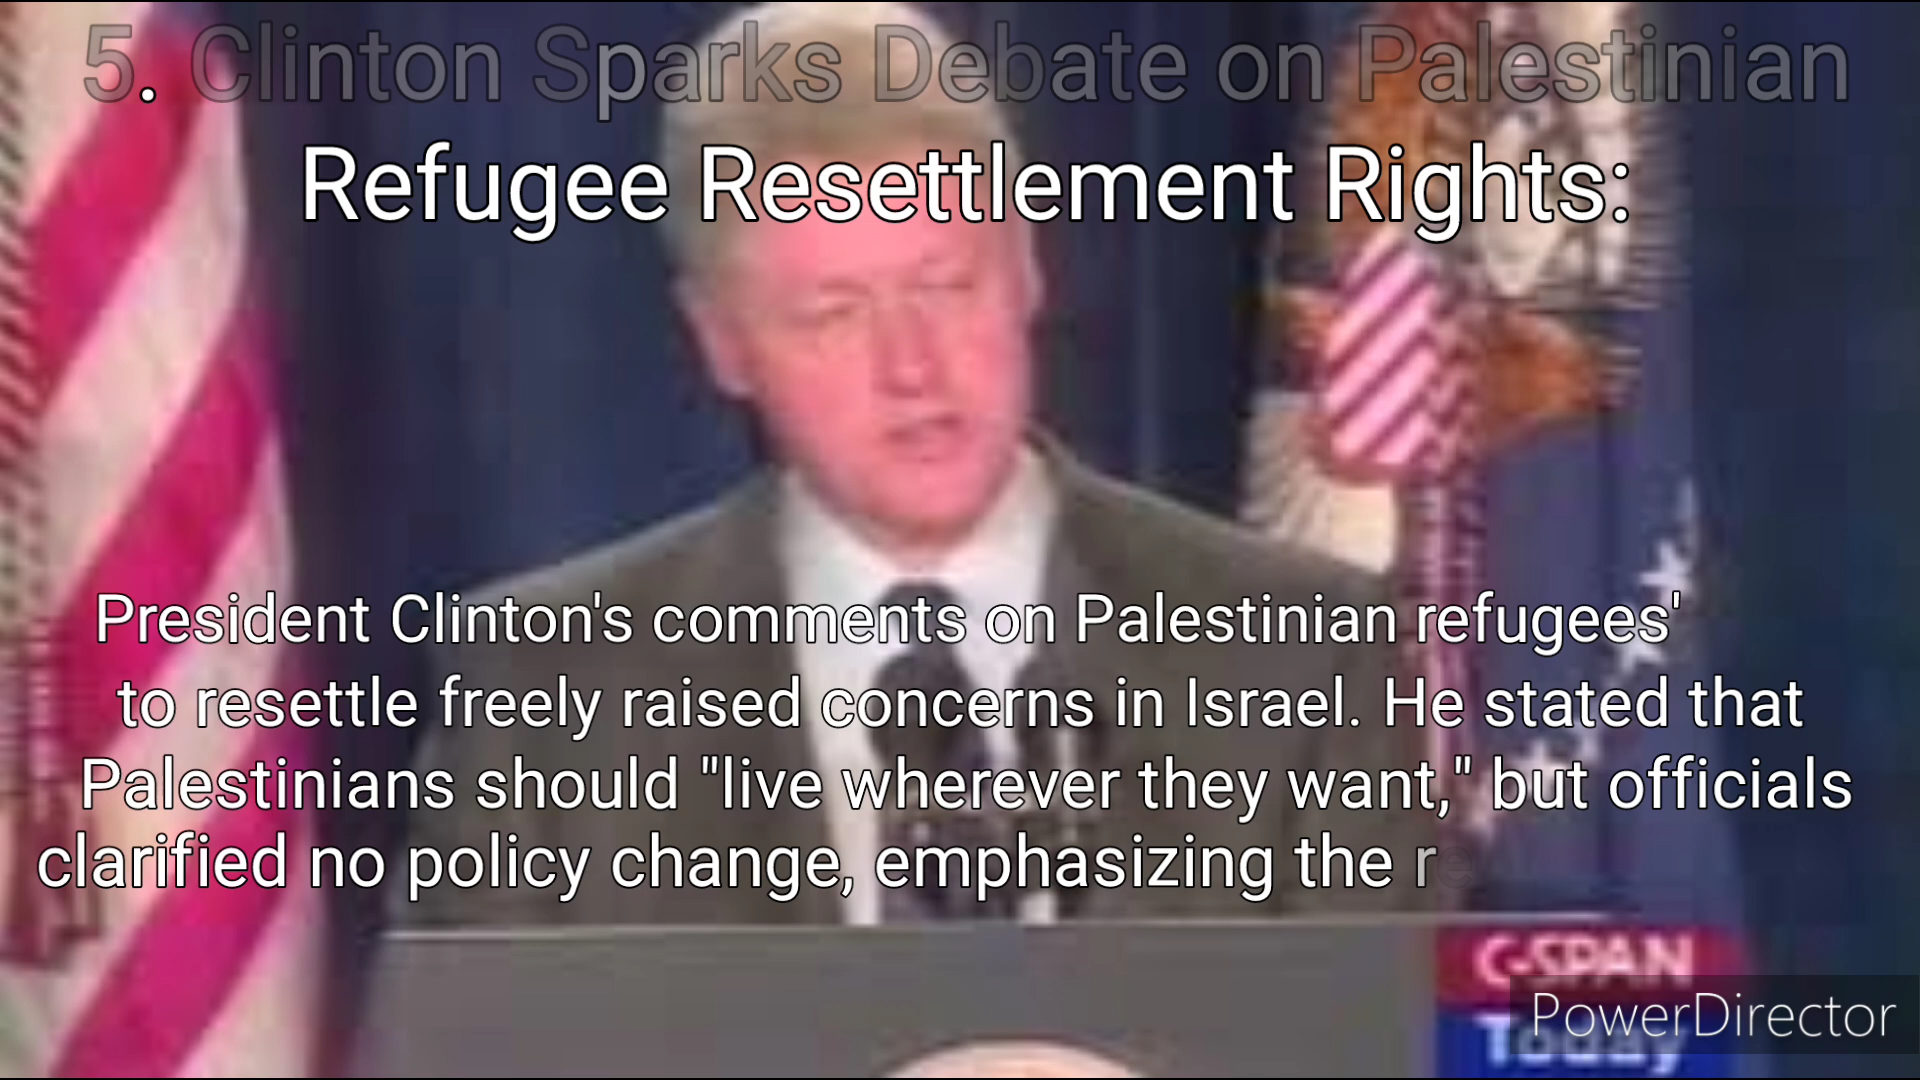 5. Clinton Sparks Debate on Palestinian
Refugee Resettlement Rights:
President Clinton's comments on Palestinian refugees'
to resettle freely raised concerns in Israel. He stated that
Palestinians should "live wherever they want," but officials
clarified no policy change, emphasizing the re
C-SPAN
Today
PowerDirector